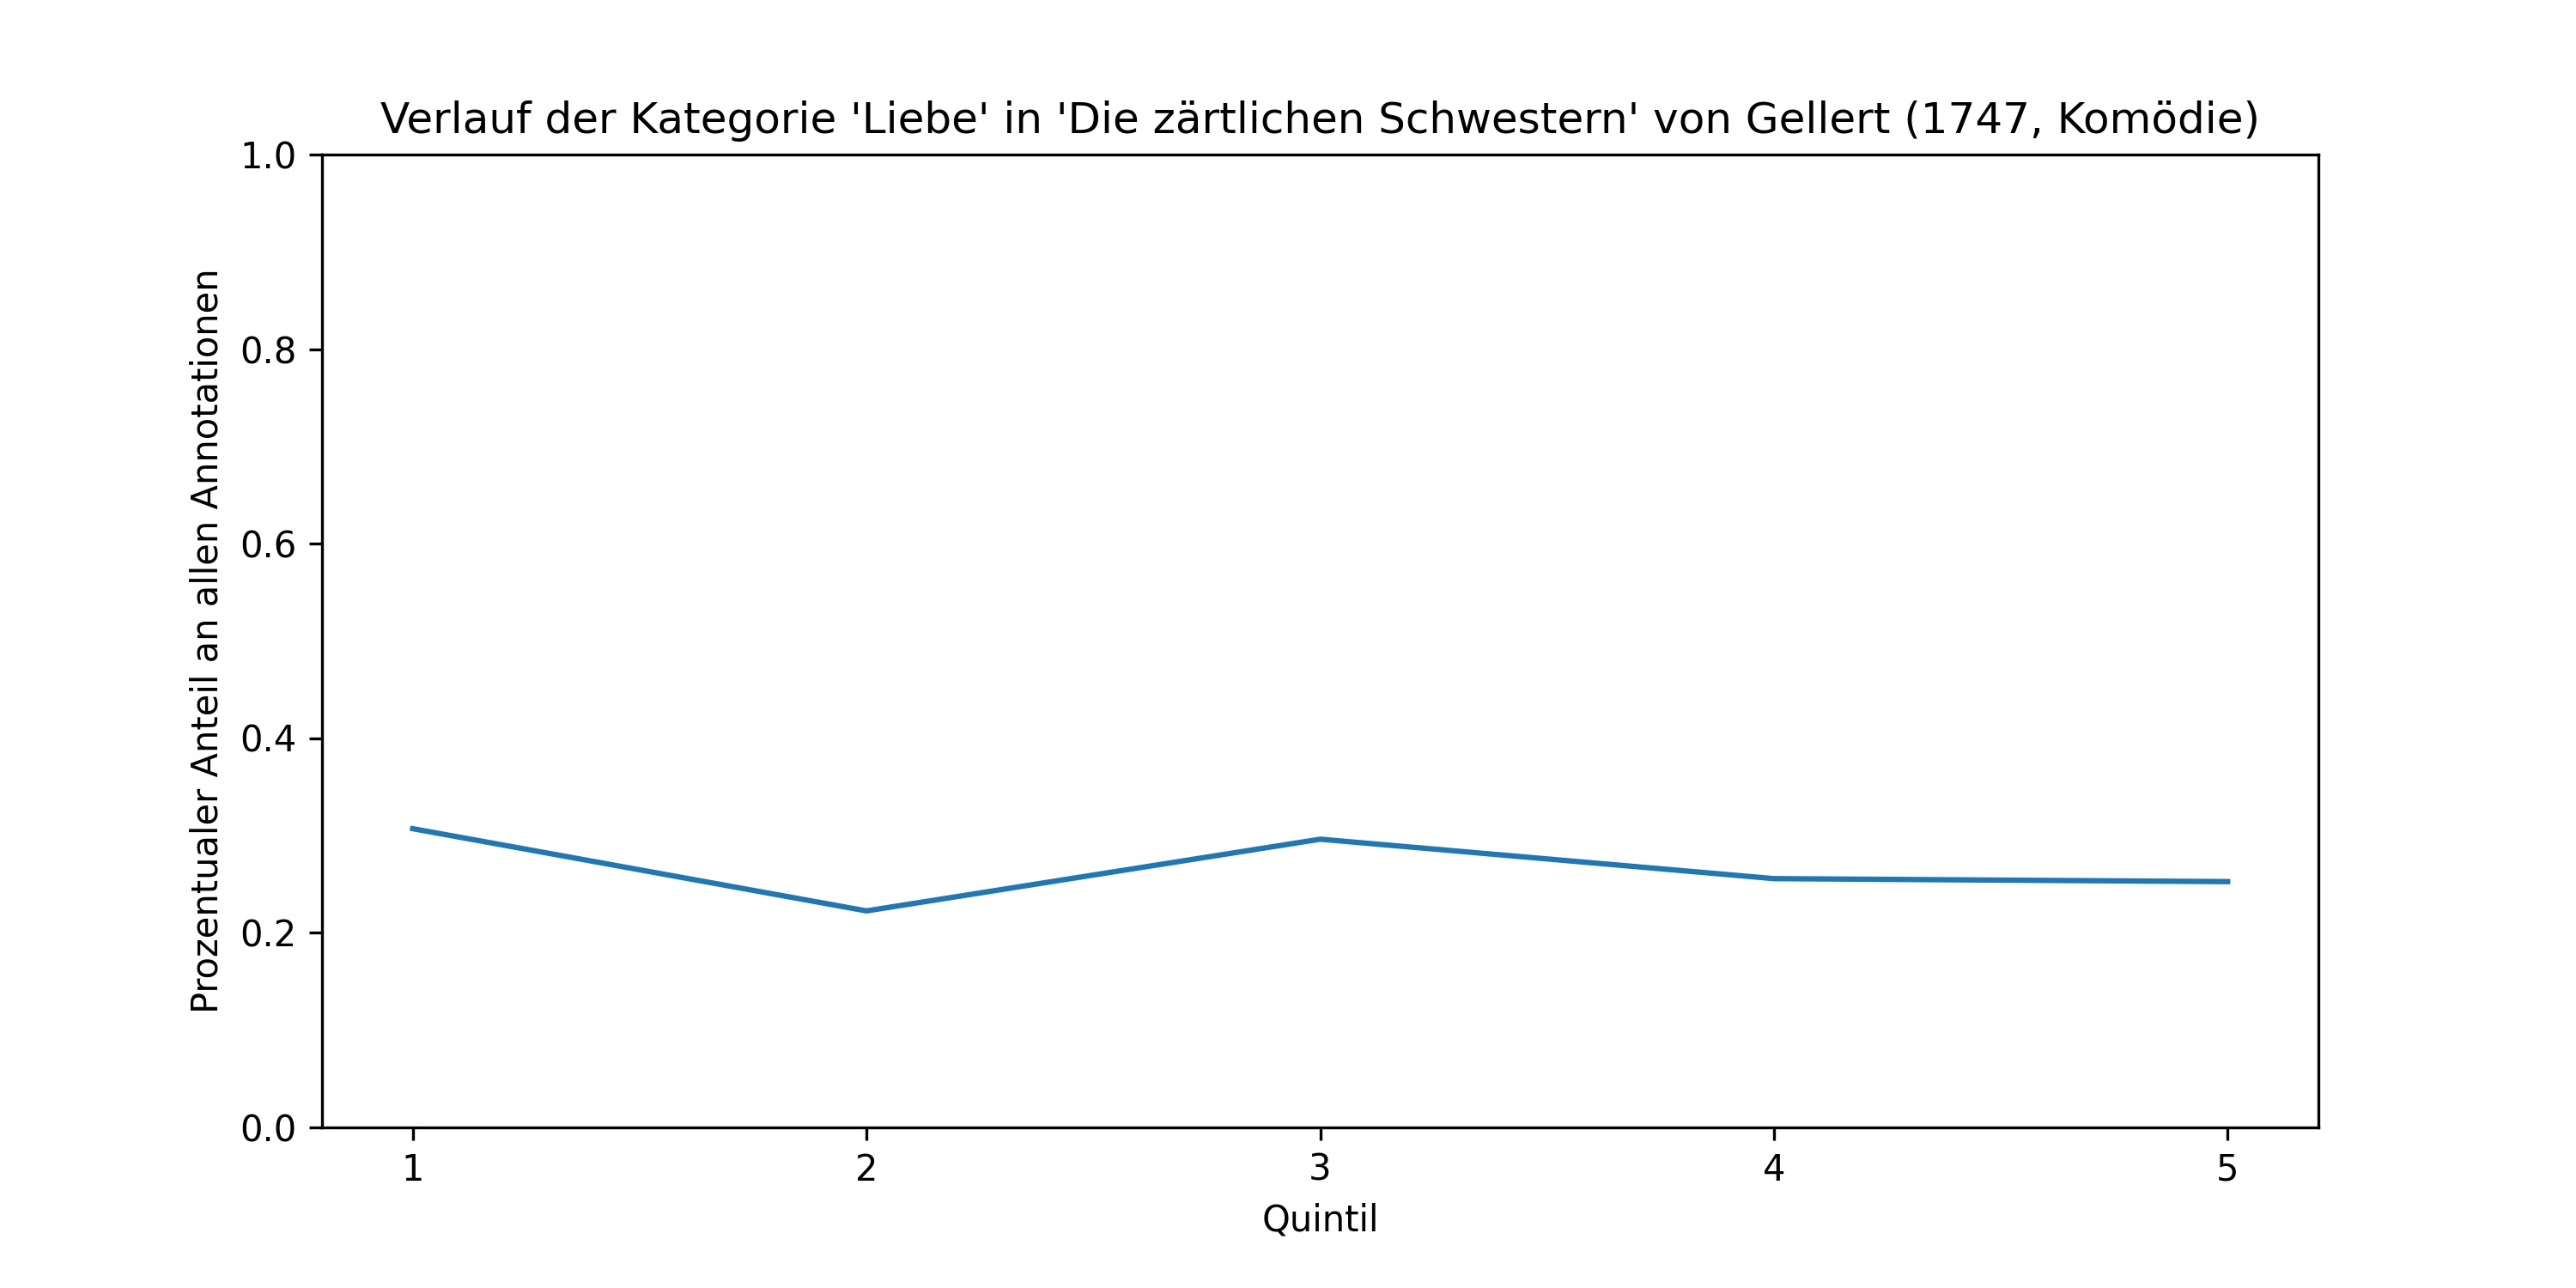 Verlauf der Kategorie 'Liebe' in 'Die zärtlichen Schwestern' von Gellert (1747, Komödie)
Prozentualer Anteil an allen Annotationen
1.0
0.8
0.6
0.4
0.2
0.0
1 2 3 4 5
Quintil